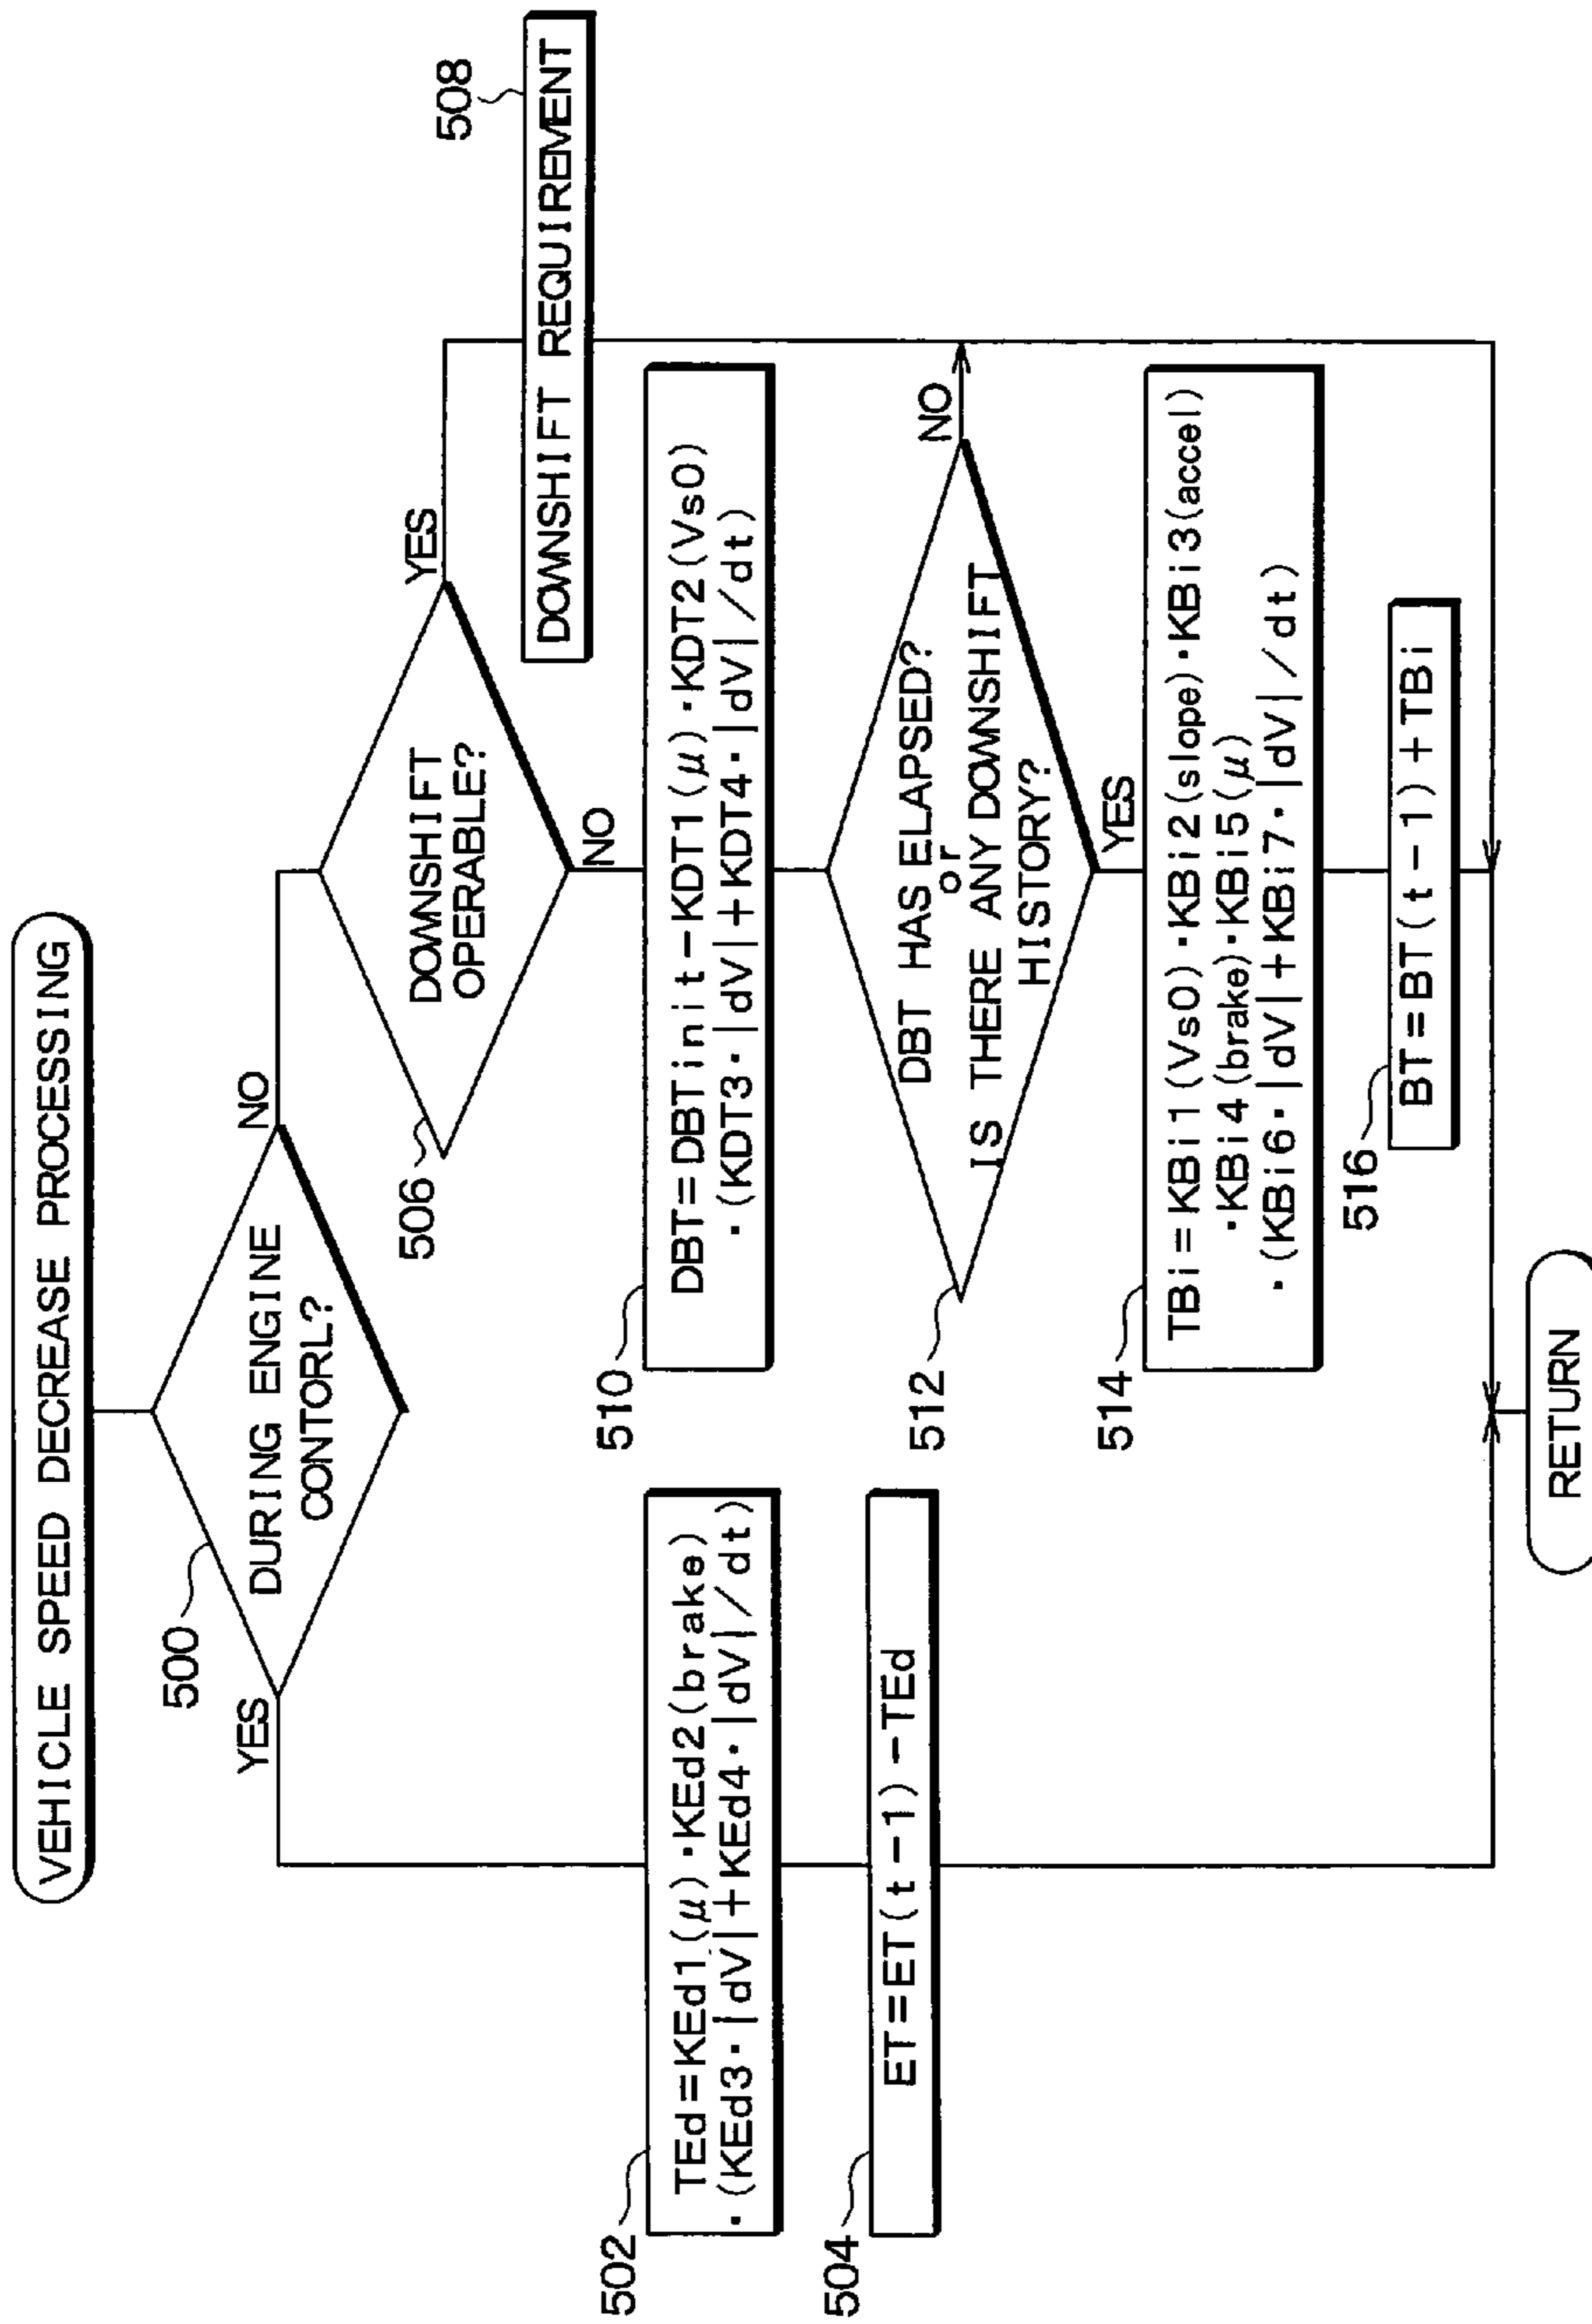 VEHICLE SPEED DECREASE PROCESSING
500
DURING ENGINE
CONTORL?
YES
NO
502
TEd=KEd1(μ)·KEd2(brake)
·(KEd3·|dV|+KEd4·|dV|/dt)
504
ET=ET(t-1)-TEd
506
DOWNSHIFT
OPERABLE?
YES
NO
508
DOWNSHIFT REQUIREMENT
510
DBT=DBTinit-KDT1(μ)·KDT2(Vs0)
·(KDT3·|dV|+KDT4·|dV|/dt)
512
DBT HAS ELAPSED?
or
IS THERE ANY DOWNSHIFT
HISTORY?
NO
YES
514
TBi=KBi1(Vs0)·KBi2(slope)·KBi3(accel)
·KBi4(brake)·KBi5(μ)
·(KBi6·|dV|+KBi7·|dV|/dt)
516
BT=BT(t-1)+TBi
RETURN